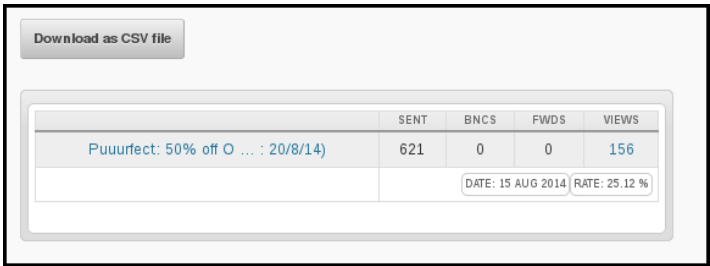 Download as CSV file
SENT BNCS FWDS VIEWS
Puuurfect: 50% off O ... : 20/8/14) 621 0 0 156
DATE: 15 AUG 2014 RATE: 25.12 %